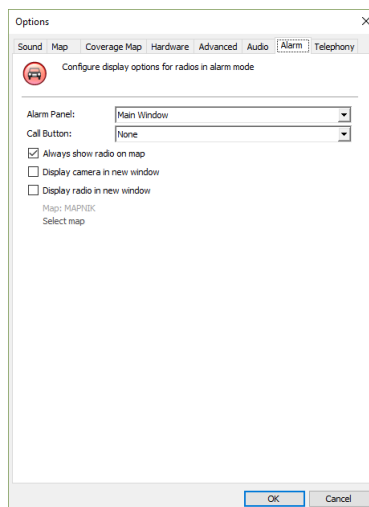 Options
Sound Map Coverage Map Hardware Advanced Audio Alarm Telephony
Configure display options for radios in alarm mode
Alarm Panel: Main Window
Call Button: None
Always show radio on map
Display camera in new window
Display radio in new window
Map: MAPNIK
Select map
OK Cancel